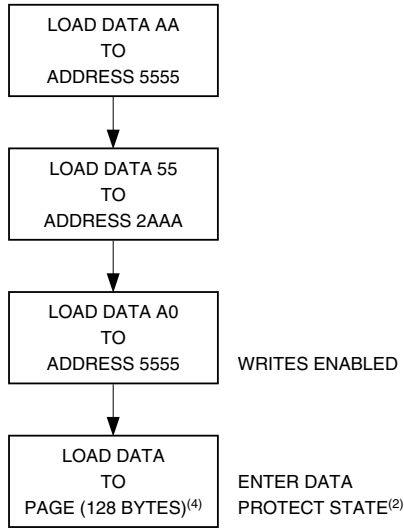 LOAD DATA AA
TO
ADDRESS 5555
LOAD DATA 55
TO
ADDRESS 2AAA
LOAD DATA A0
TO
ADDRESS 5555
WRITES ENABLED
LOAD DATA
TO
PAGE (128 BYTES)(4)
ENTER DATA
PROTECT STATE(2)